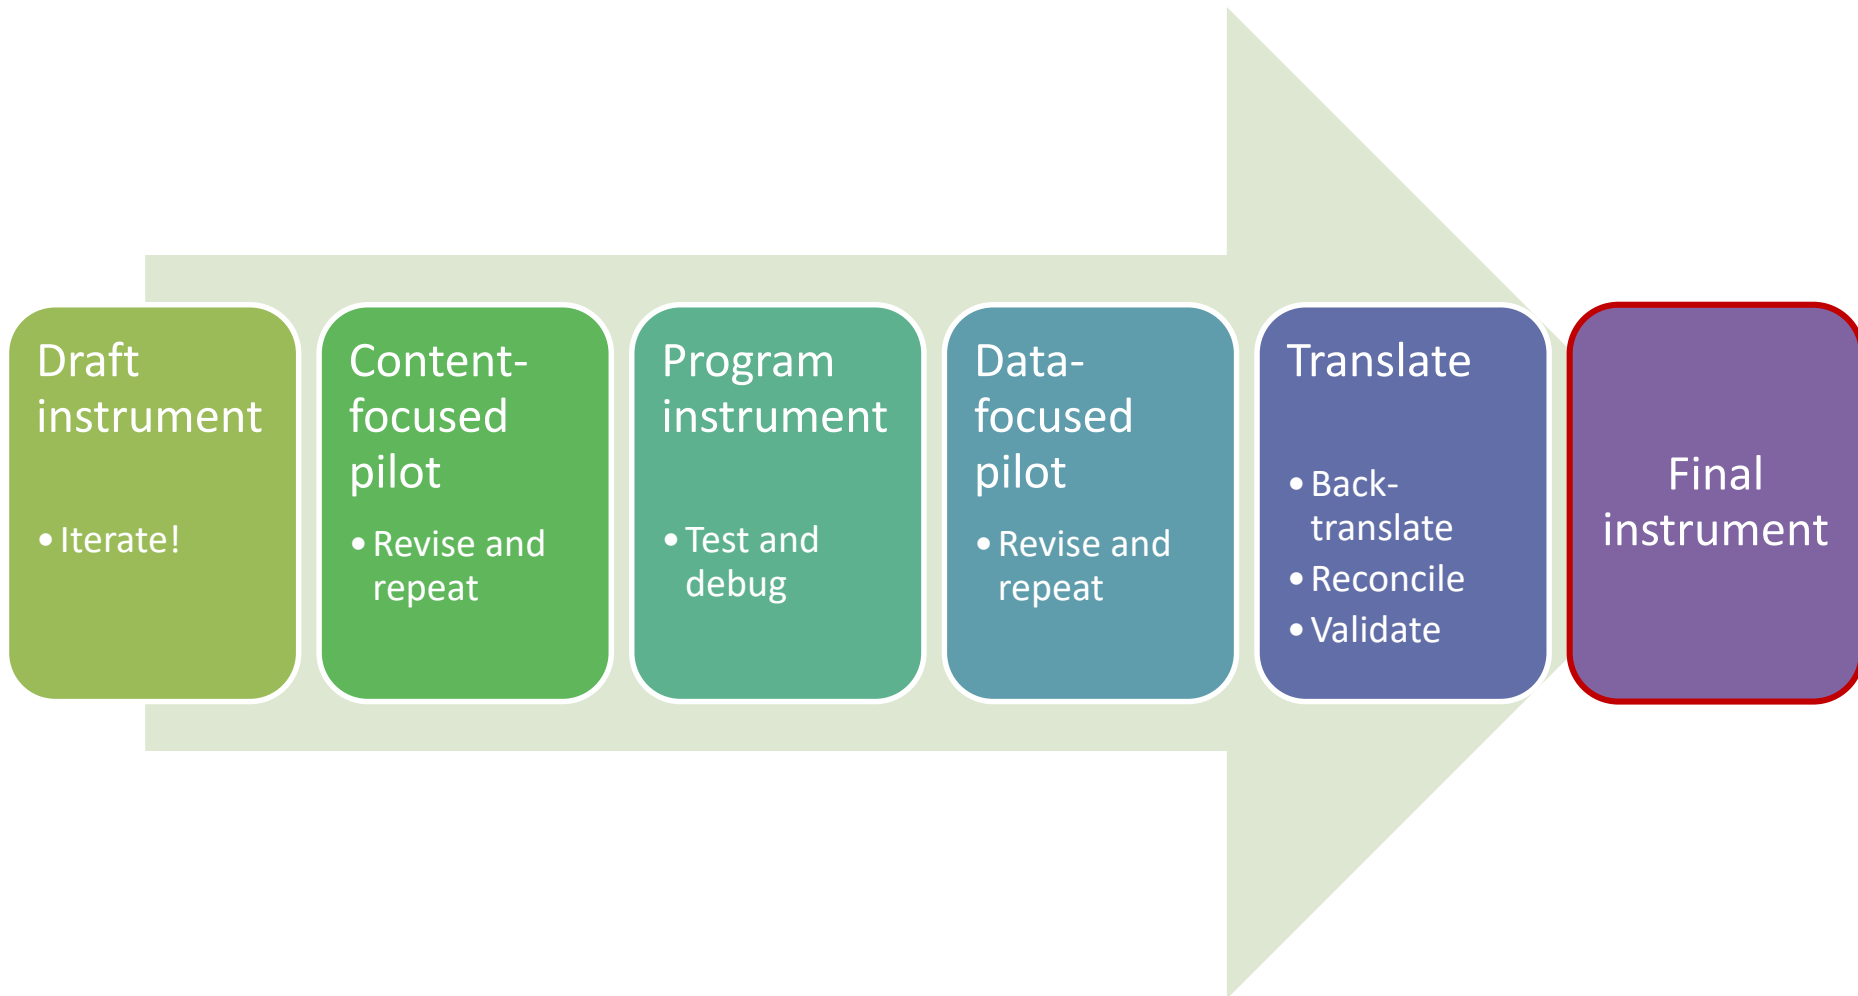 Draft
instrument
• Iterate!
Content-
focused
pilot
• Revise and
repeat
Program
instrument
• Test and
debug
Data-
focused
pilot
• Revise and
repeat
Translate
• Back-
translate
• Reconcile
• Validate
Final
instrument